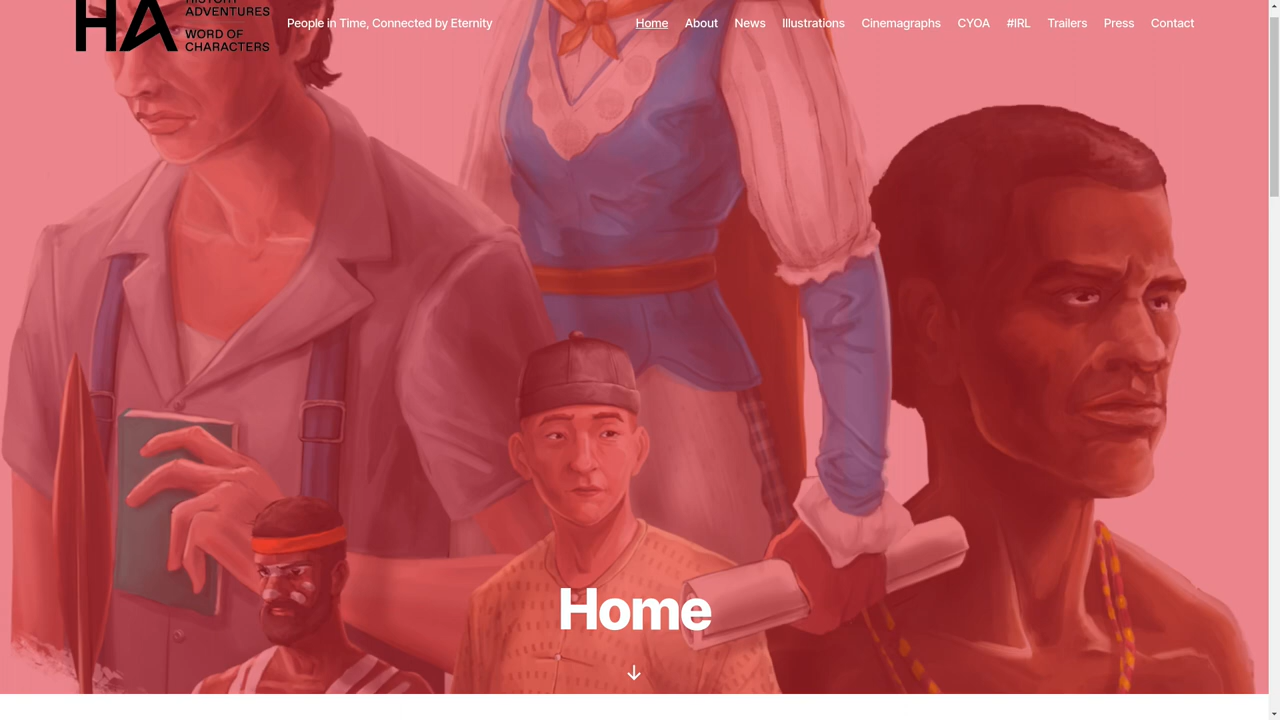 HISTORY
ADVENTURES
WORD OF
CHARACTERS
HA
People in Time, Connected by Eternity
Home About News Illustrations Cinemagraphs CYOA #IRL Trailers Press Contact
Home